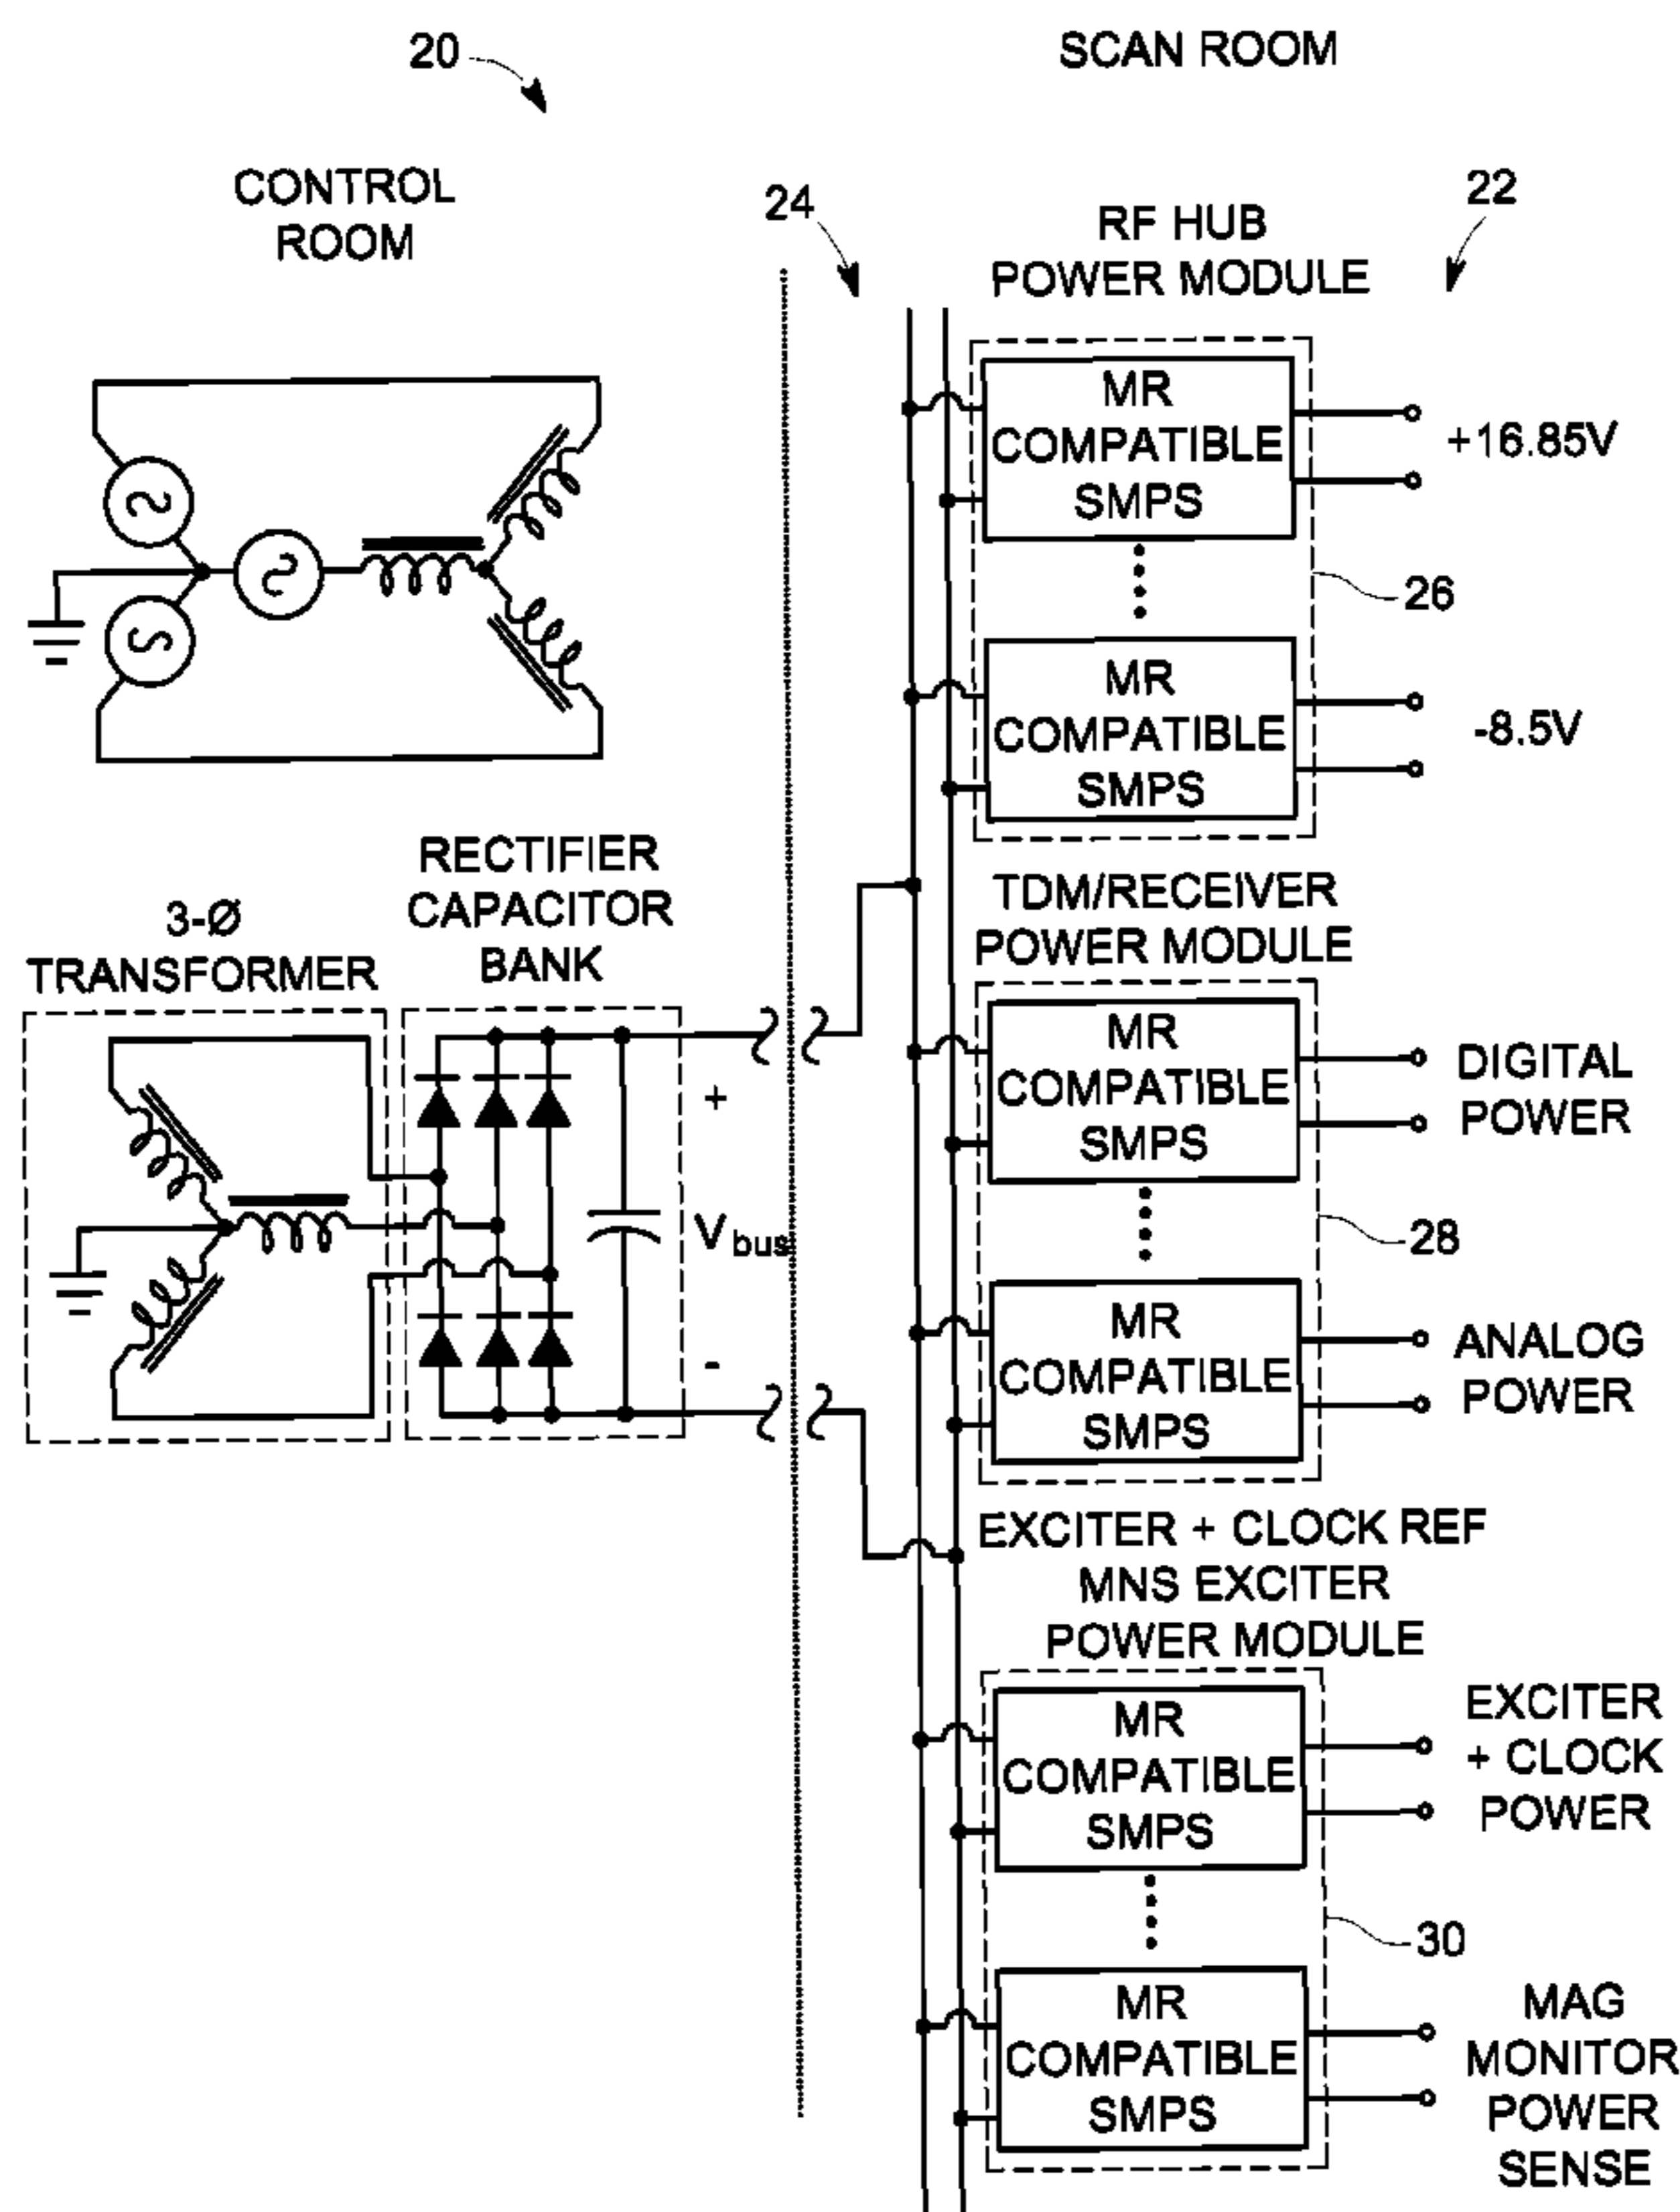 20
SCAN ROOM
CONTROL
ROOM
24
22
RF HUB
POWER MODULE
MR
COMPATIBLE
SMPS
+16.85V
26
MR
COMPATIBLE
SMPS
-8.5V
3-Ø
TRANSFORMER
RECTIFIER
CAPACITOR
BANK
+
Vbus
-
TDM/RECEIVER
POWER MODULE
MR
COMPATIBLE
SMPS
DIGITAL
POWER
28
MR
COMPATIBLE
SMPS
ANALOG
POWER
EXCITER + CLOCK REF
MNS EXCITER
POWER MODULE
MR
COMPATIBLE
SMPS
EXCITER
+ CLOCK
POWER
30
MR
COMPATIBLE
SMPS
MAG
MONITOR
POWER
SENSE